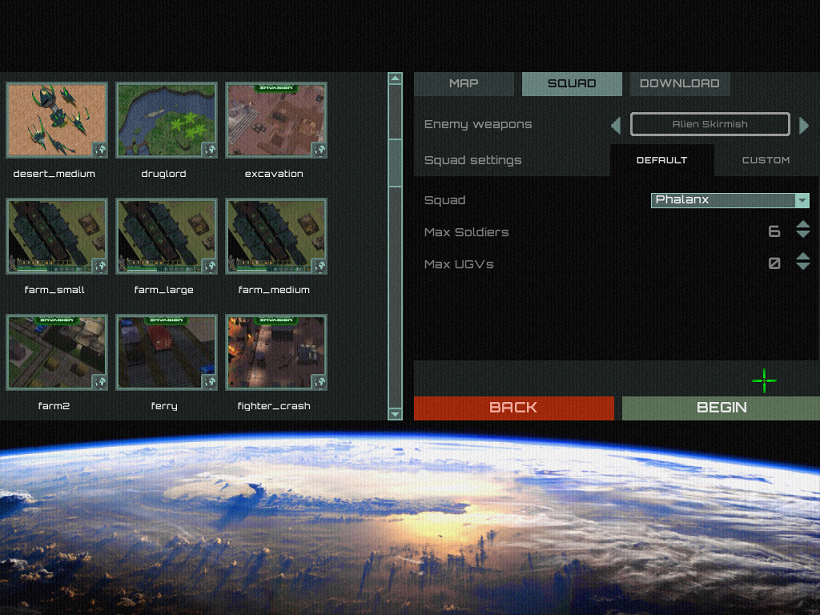 MAP SQUAD DOWNLOAD
Enemy weapons Alien Skirmish
Squad settings DEFAULT CUSTOM
Squad Phalanx
Max Soldiers 6
Max UGVs 0
BACK BEGIN
INVASION
desert_medium druglord excavation
farm_small farm_large farm_medium
INVASION INVASION INVASION
farm2 ferry fighter_crash